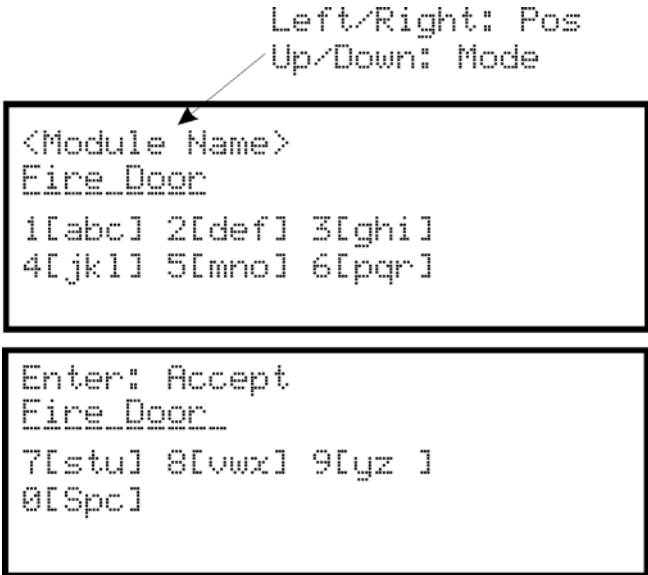 Left/Right: Pos
Up/Down: Mode
<Module Name>
Fire_Door
1[abc] 2[def] 3[ghi]
4[jkl] 5[mno] 6[pqr]
Enter: Accept
Fire_Door_
7[stu] 8[vwx] 9[yz ]
0[Spc]